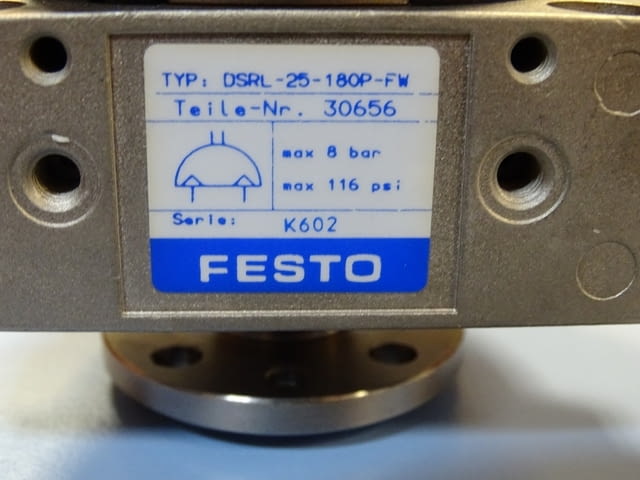 TYP: DSRL-25-180P-FW
Teile-Nr. 30656
max 8 bar
max 116 psi
Serie: K602
FESTO